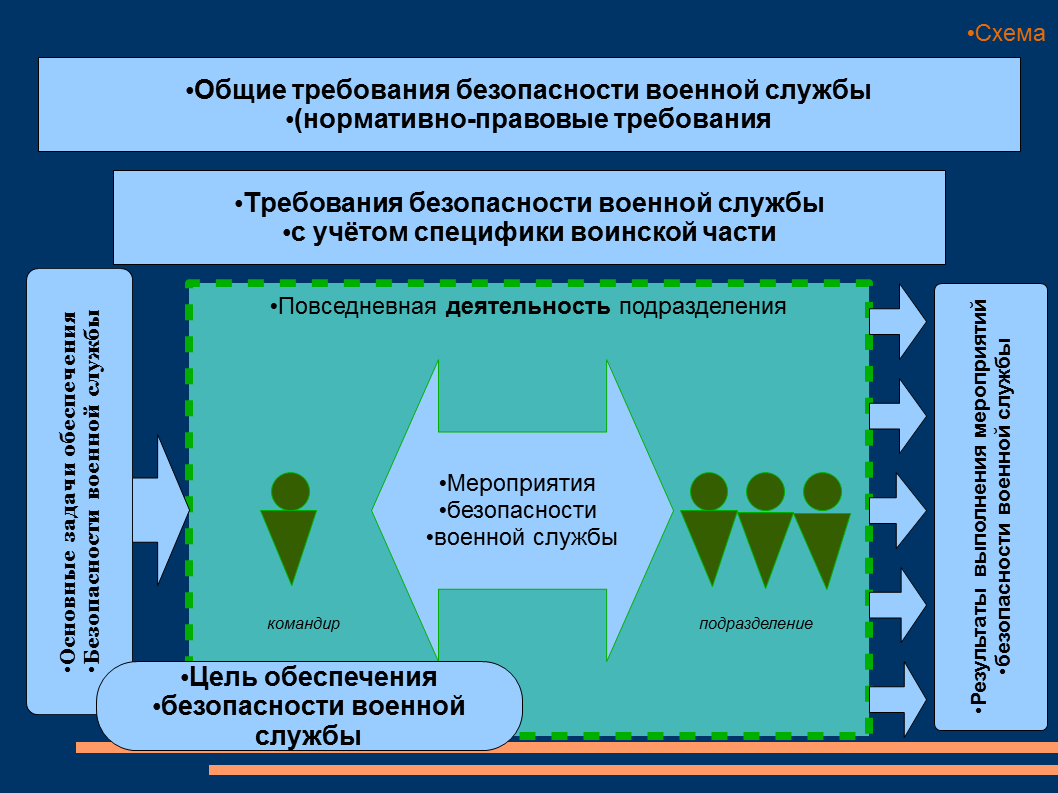 •Схема
•Общие требования безопасности военной службы
•(нормативно-правовые требования
•Требования безопасности военной службы
•с учётом специфики воинской части
•Основные задачи обеспечения
•Безопасности военной службы
•Повседневная деятельность подразделения
•Мероприятия
•безопасности
•военной службы
командир
подразделение
•Результаты выполнения мероприятий
•безопасности военной службы
•Цель обеспечения
•безопасности военной
службы